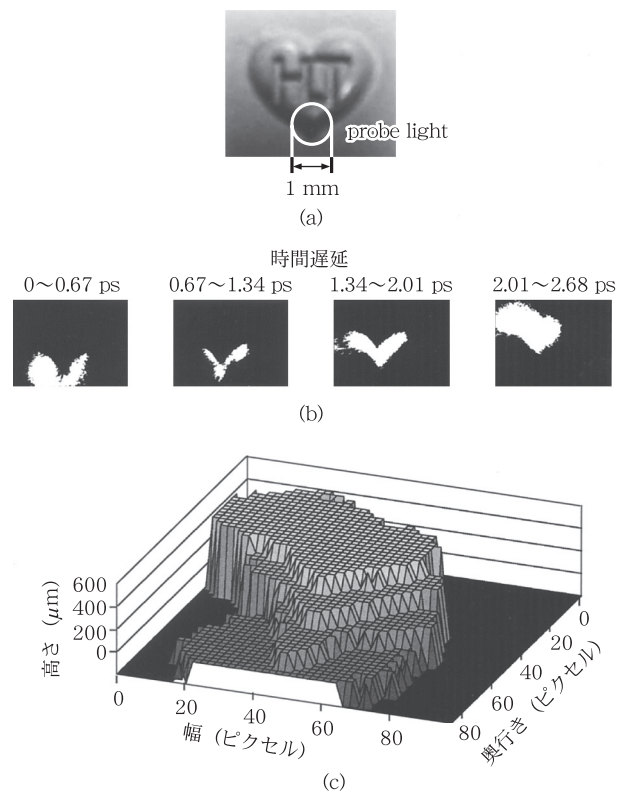 HLT
probe light
1 mm
(a)
時間遅延
0～0.67 ps
0.67～1.34 ps
1.34～2.01 ps
2.01～2.68 ps
(b)
高さ (μm)
600
400
200
0
0
20
40
60
80
幅 (ピクセル)
0
20
40
60
80
奥行き (ピクセル)
(c)